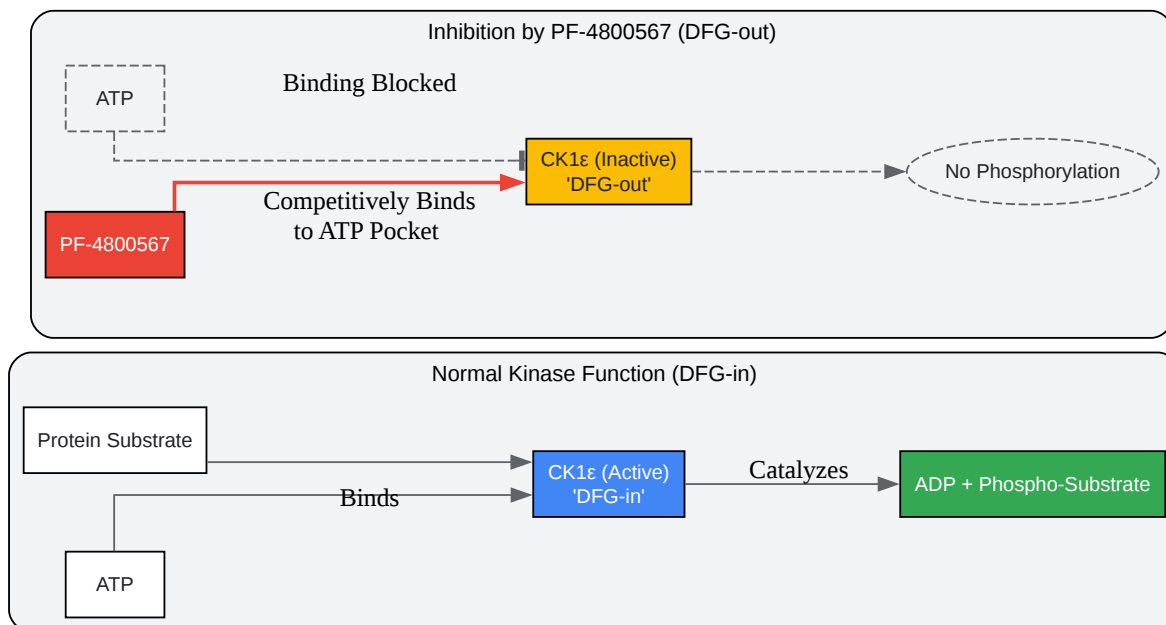 Inhibition by PF-4800567 (DFG-out)
ATP
Binding Blocked
CK1ε (Inactive)
'DFG-out'
No Phosphorylation
Competitively Binds
to ATP Pocket
PF-4800567
Normal Kinase Function (DFG-in)
Protein Substrate
CK1ε (Active)
'DFG-in'
Catalyzes
ADP + Phospho-Substrate
Binds
ATP